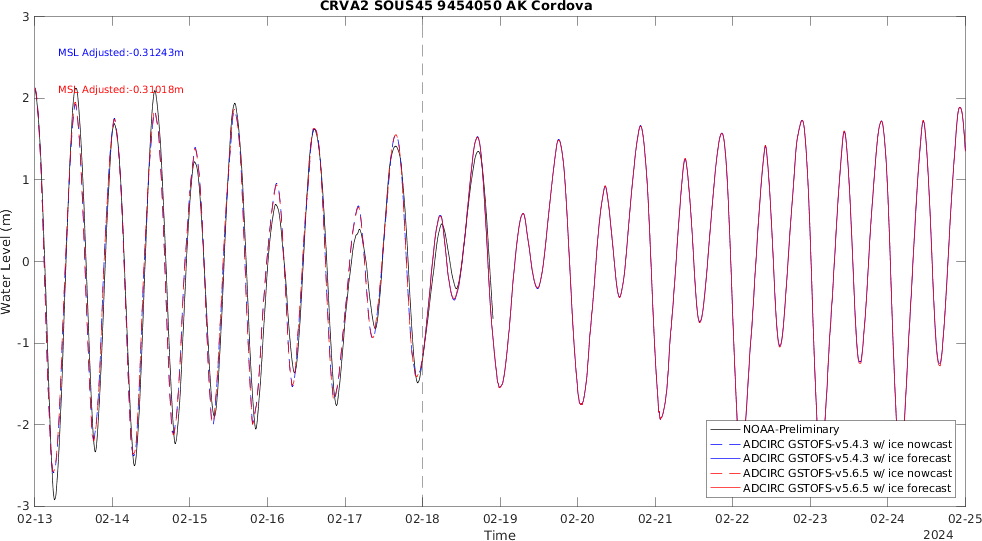 CRVA2 SOUS45 9454050 AK Cordova
MSL Adjusted:-0.31243m
MSL Adjusted:-0.31018m
Water Level (m)
3
2
1
0
-1
-2
-3
NOAA-Preliminary
ADCIRC GSTOFS-v5.4.3 w/ ice nowcast
ADCIRC GSTOFS-v5.4.3 w/ ice forecast
ADCIRC GSTOFS-v5.6.5 w/ ice nowcast
ADCIRC GSTOFS-v5.6.5 w/ ice forecast
02-13 02-14 02-15 02-16 02-17 02-18 02-19 02-20 02-21 02-22 02-23 02-24 02-25
Time
2024